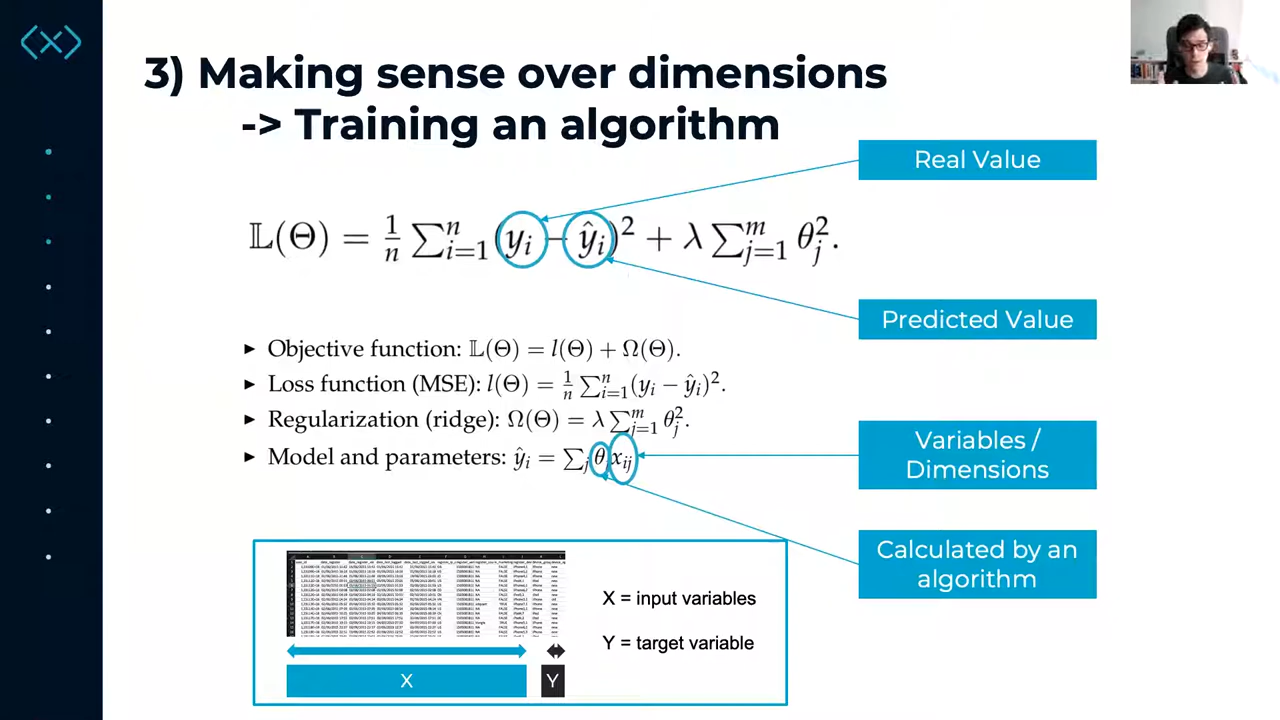 3) Making sense over dimensions
-> Training an algorithm
Real Value
𝕃(Θ) = 1/n ∑ⁿᵢ₌₁(yᵢ − ŷᵢ)² + λ ∑ᵐⱼ₌₁ θⱼ².
Predicted Value
► Objective function: 𝕃(Θ) = l(Θ) + Ω(Θ).
► Loss function (MSE): l(Θ) = 1/n ∑ⁿᵢ₌₁(yᵢ − ŷᵢ)².
► Regularization (ridge): Ω(Θ) = λ ∑ᵐⱼ₌₁ θⱼ².
► Model and parameters: ŷᵢ = ∑ⱼ θⱼxᵢⱼ
Variables /
Dimensions
Calculated by an
algorithm
X = input variables
Y = target variable
X
Y